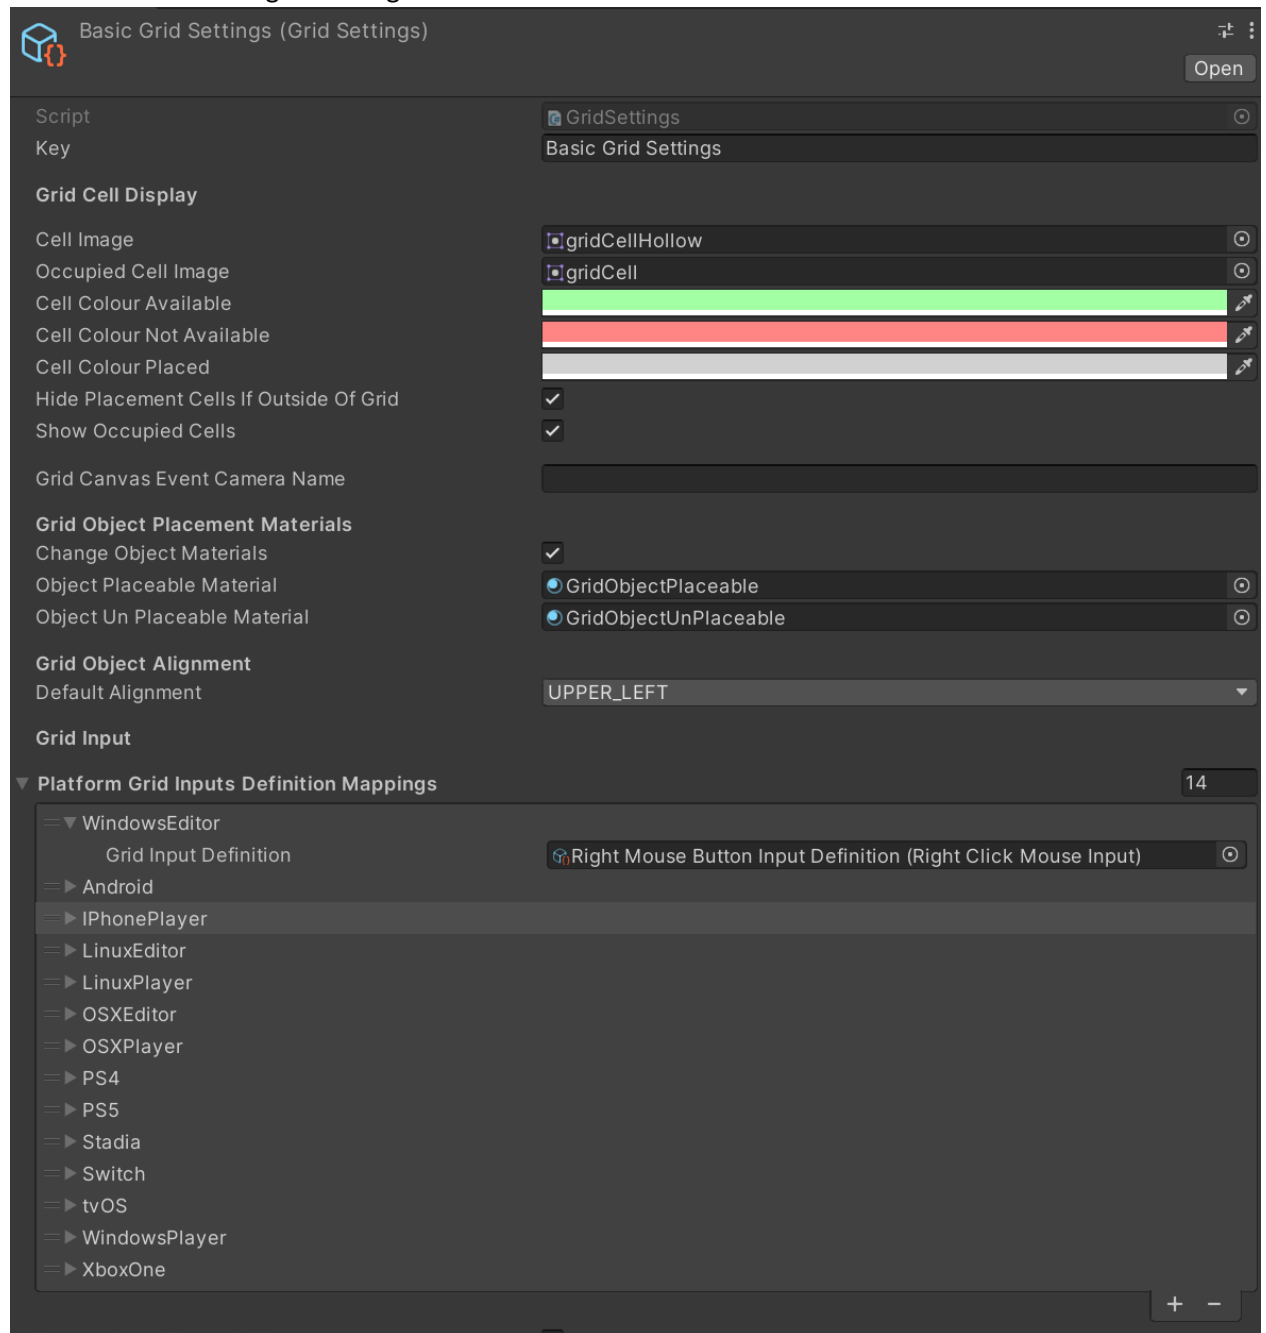 Basic Grid Settings (Grid Settings)
Open
Script GridSettings
Key Basic Grid Settings
Grid Cell Display
Cell Image gridCellHollow
Occupied Cell Image gridCell
Cell Colour Available
Cell Colour Not Available
Cell Colour Placed
Hide Placement Cells If Outside Of Grid
Show Occupied Cells
Grid Canvas Event Camera Name
Grid Object Placement Materials
Change Object Materials
Object Placeable Material GridObjectPlaceable
Object Un Placeable Material GridObjectUnPlaceable
Grid Object Alignment
Default Alignment UPPER_LEFT
Grid Input
Platform Grid Inputs Definition Mappings 14
WindowsEditor
Grid Input Definition Right Mouse Button Input Definition (Right Click Mouse Input)
Android
IPhonePlayer
LinuxEditor
LinuxPlayer
OSXEditor
OSXPlayer
PS4
PS5
Stadia
Switch
tvOS
WindowsPlayer
XboxOne
+ −